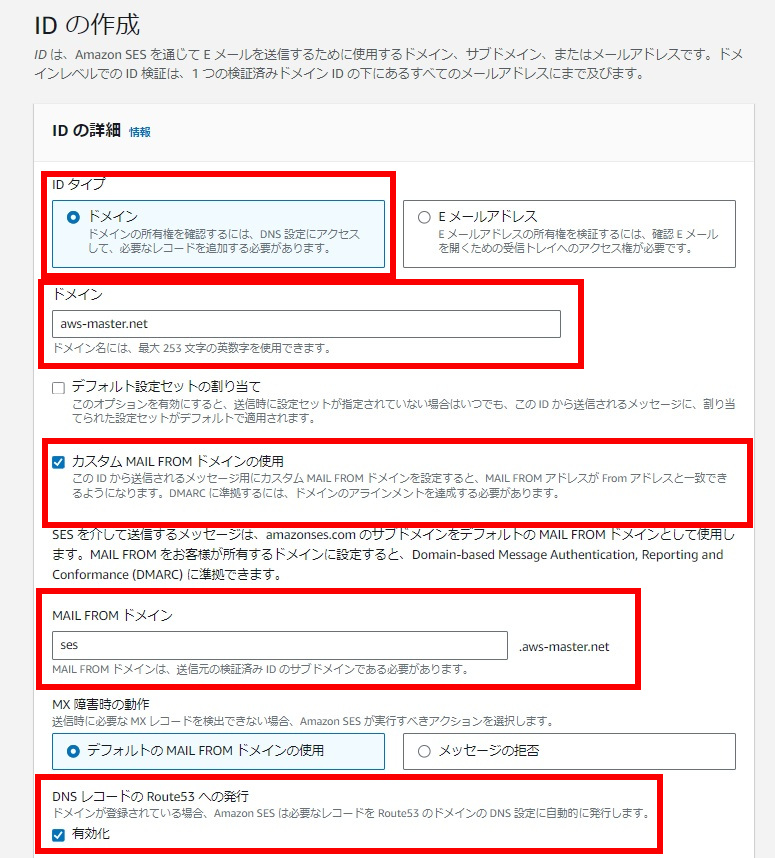 ID の作成
ID は、Amazon SES を通じて E メールを送信するために使用するドメイン、サブドメイン、またはメールアドレスです。ドメ
インレベルでの ID 検証は、1 つの検証済みドメイン ID の下にあるすべてのメールアドレスにまで及びます。
ID の詳細 情報
ID タイプ
ドメイン
ドメインの所有権を確認するには、DNS 設定にアクセス
して、必要なレコードを追加する必要があります。
E メールアドレス
E メールアドレスの所有権を検証するには、確認 E メール
を開くための受信トレイへのアクセス権が必要です。
ドメイン
aws-master.net
ドメイン名には、最大 253 文字の英数字を使用できます。
デフォルト設定セットの割り当て
このオプションを有効にすると、送信時に設定セットが指定されていない場合はいつでも、この ID から送信されるメッセージに、割り当
てられた設定セットがデフォルトで適用されます。
カスタム MAIL FROM ドメインの使用
この ID から送信されるメッセージ用にカスタム MAIL FROM ドメインを設定すると、MAIL FROM アドレスが From アドレスと一致でき
るようになります。DMARC に準拠するには、ドメインのアラインメントを達成する必要があります。
SES を介して送信するメッセージは、amazonses.com のサブドメインをデフォルトの MAIL FROM ドメインとして使用し
ます。MAIL FROM をお客様が所有するドメインに設定すると、Domain-based Message Authentication, Reporting and
Conformance (DMARC) に準拠できます。
MAIL FROM ドメイン
ses
.aws-master.net
MAIL FROM ドメインは、送信元の検証済み ID のサブドメインである必要があります。
MX 障害時の動作
送信時に必要な MX レコードを検出できない場合、Amazon SES が実行すべきアクションを選択します。
デフォルトの MAIL FROM ドメインの使用
メッセージの拒否
DNS レコードの Route53 への発行
ドメインが登録されている場合、Amazon SES は必要なレコードを Route53 のドメインの DNS 設定に自動的に発行します。
有効化